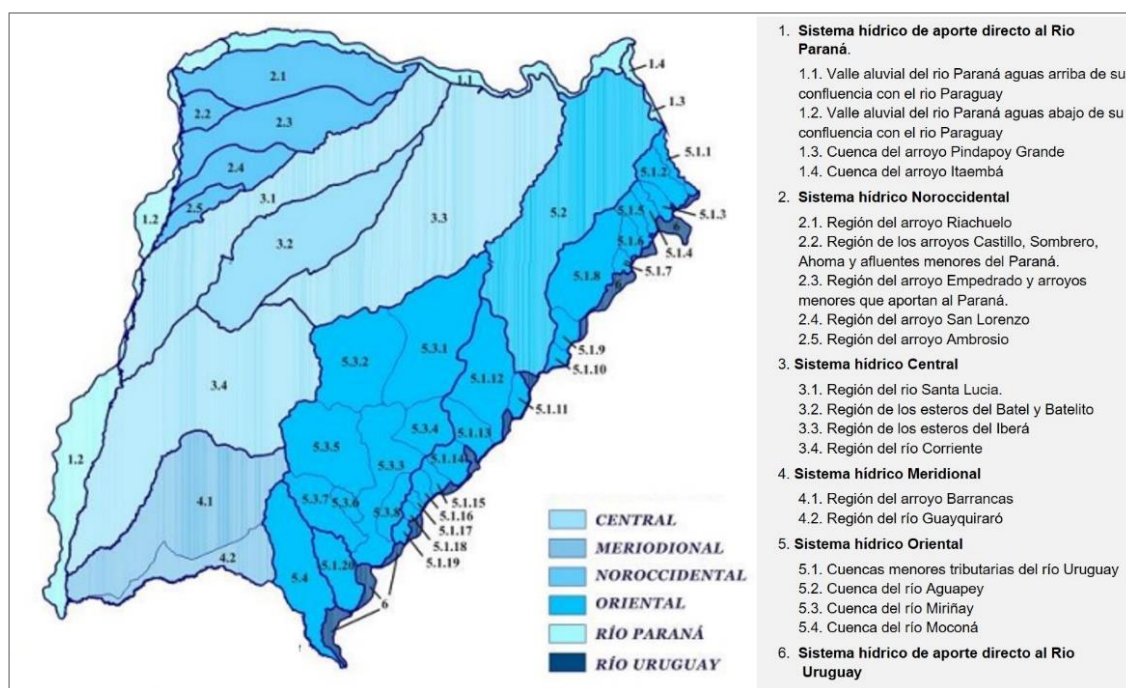 2.1
1.1
1.4
2.2
2.3
1.3
2.4
5.1.1
5.1.2
3.1
2.5
1.2
3.3
5.2
5.1.5
5.1.3
3.2
5.1.6
6
5.1.4
5.1.7
5.1.8
6
5.3.1
5.3.2
5.1.9
5.1.10
3.4
5.1.12
5.1.11
5.3.4
5.1.13
5.3.5
5.3.3
5.1.14
1.2
4.1
5.3.7
5.3.6
5.3.8
5.1.15
5.1.16
5.1.17
5.1.18
5.1.19
4.2
5.4
5.1.20
6
CENTRAL
MERIODIONAL
NOROCCIDENTAL
ORIENTAL
RÍO PARANÁ
RÍO URUGUAY
1. Sistema hídrico de aporte directo al Rio
Paraná.
1.1. Valle aluvial del rio Paraná aguas arriba de su
confluencia con el rio Paraguay
1.2. Valle aluvial del rio Paraná aguas abajo de su
confluencia con el rio Paraguay
1.3. Cuenca del arroyo Pindapoy Grande
1.4. Cuenca del arroyo Itaembá
2. Sistema hídrico Noroccidental
2.1. Región del arroyo Riachuelo
2.2. Región de los arroyos Castillo, Sombrero,
Ahoma y afluentes menores del Paraná.
2.3. Región del arroyo Empedrado y arroyos
menores que aportan al Paraná.
2.4. Región del arroyo San Lorenzo
2.5. Región del arroyo Ambrosio
3. Sistema hídrico Central
3.1. Región del rio Santa Lucia.
3.2. Región de los esteros del Batel y Batelito
3.3. Región de los esteros del Iberá
3.4. Región del río Corriente
4. Sistema hídrico Meridional
4.1. Región del arroyo Barrancas
4.2. Región del río Guayquiraró
5. Sistema hídrico Oriental
5.1. Cuencas menores tributarias del río Uruguay
5.2. Cuenca del río Aguapey
5.3. Cuenca del río Miriñay
5.4. Cuenca del río Moconá
6. Sistema hídrico de aporte directo al Rio
Uruguay